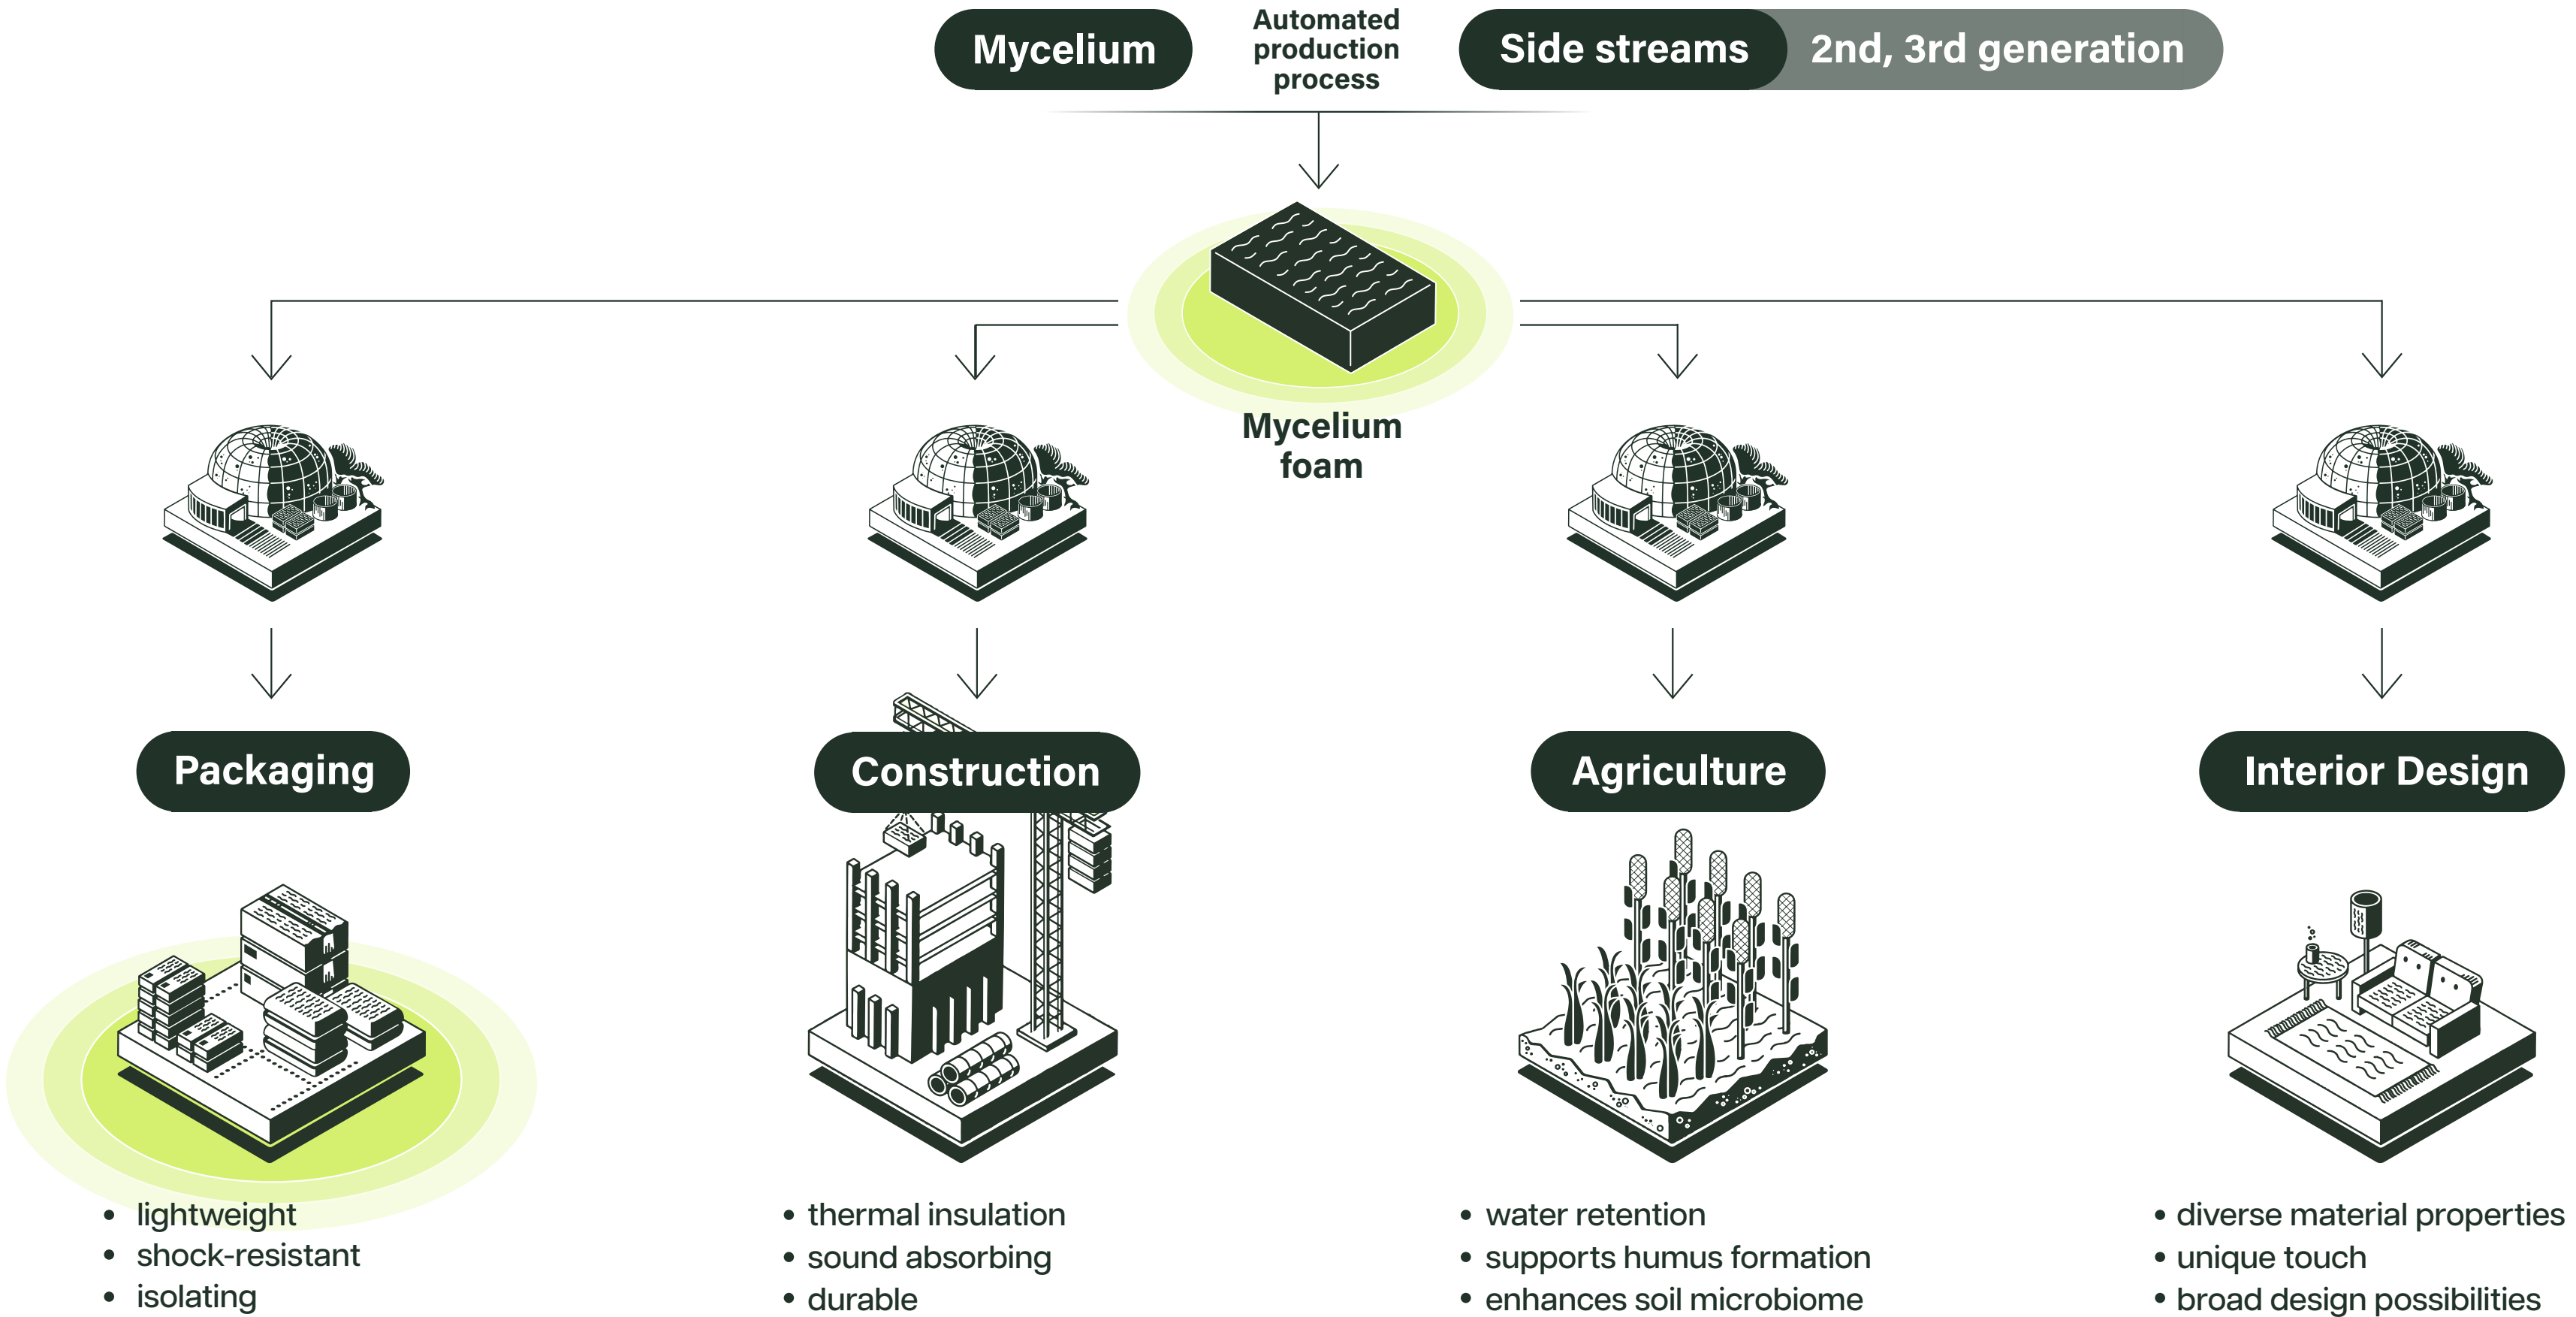 Mycelium
Automated
production
process
Side streams
2nd, 3rd generation
Mycelium
foam
Packaging
Construction
Agriculture
Interior Design
• lightweight
• shock-resistant
• isolating
• thermal insulation
• sound absorbing
• durable
• water retention
• supports humus formation
• enhances soil microbiome
• diverse material properties
• unique touch
• broad design possibilities